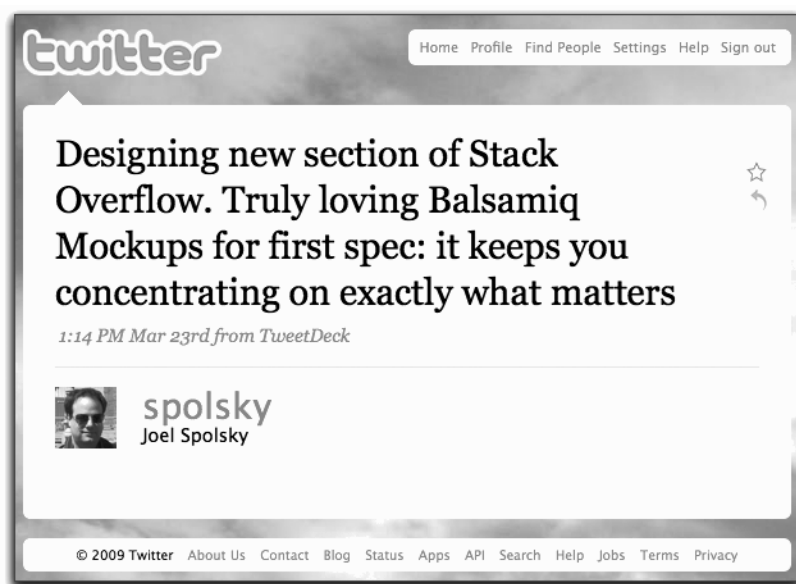 twitter
Home Profile Find People Settings Help Sign out
Designing new section of Stack
Overflow. Truly loving Balsamiq
Mockups for first spec: it keeps you
concentrating on exactly what matters
1:14 PM Mar 23rd from TweetDeck
spolsky
Joel Spolsky
© 2009 Twitter About Us Contact Blog Status Apps API Search Help Jobs Terms Privacy